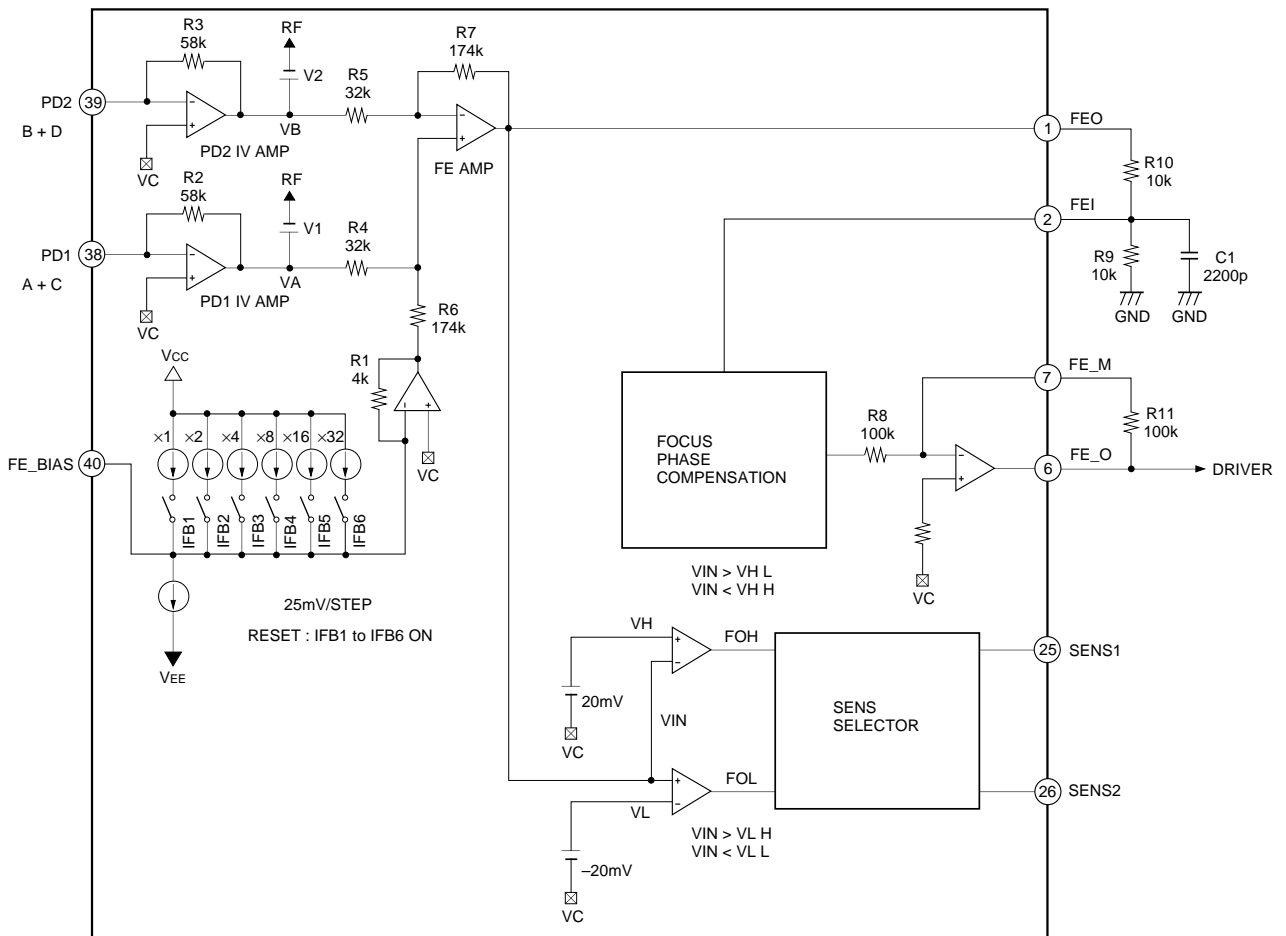 R3
58k
RF
R7
174k
V2
R5
32k
PD2
39
B + D
VB
PD2 IV AMP
FE AMP
VC
1
FEO
R10
10k
R2
58k
RF
V1
R4
32k
2
FEI
PD1
38
A + C
VA
PD1 IV AMP
VC
R9
10k
C1
2200p
GND
GND
R6
174k
R1
4k
VCC
×1
×2
×4
×8
×16
×32
VC
FE_BIAS
40
IFB1
IFB2
IFB3
IFB4
IFB5
IFB6
25mV/STEP
RESET : IFB1 to IFB6 ON
VEE
FOCUS
PHASE
COMPENSATION
R8
100k
7
FE_M
R11
100k
6
FE_O
DRIVER
VC
VIN > VH L
VIN < VH H
VH
FOH
20mV
VC
VIN
SENS
SELECTOR
25
SENS1
26
SENS2
FOL
VL
VIN > VL H
VIN < VL L
–20mV
VC